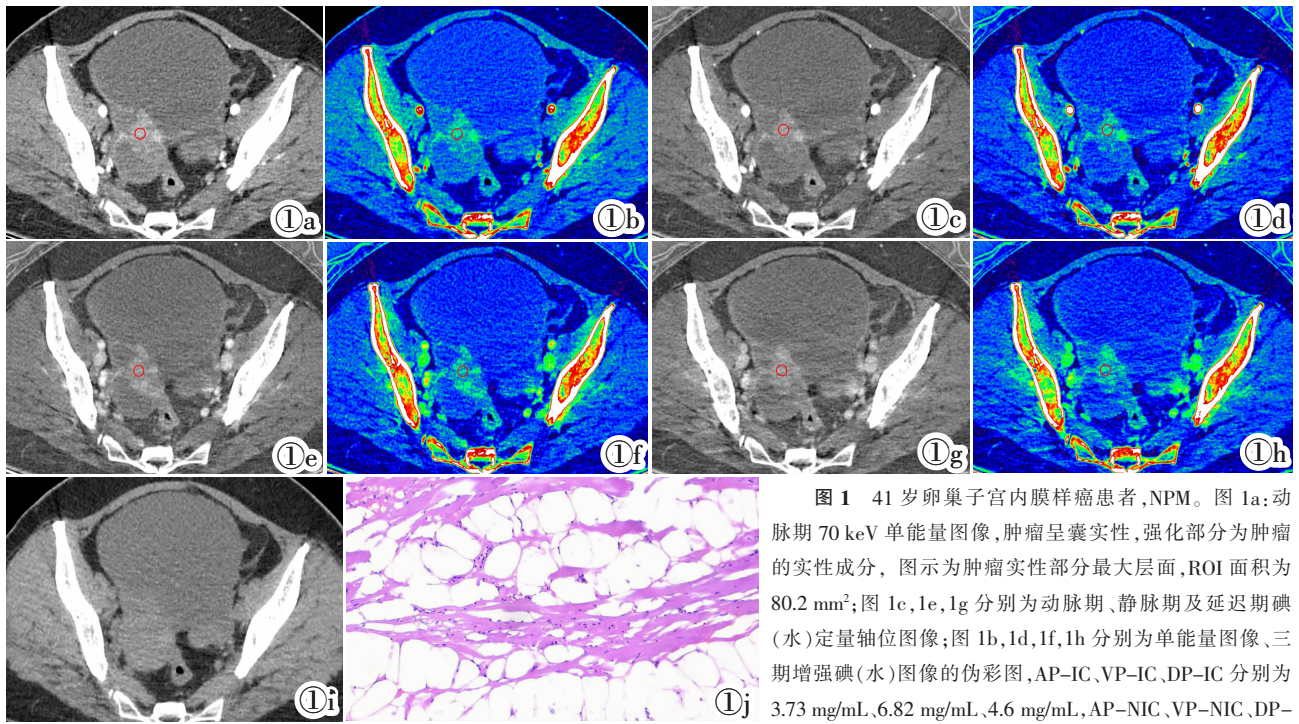 ①a
①b
①c
①d
①e
①f
①g
①h
①i
①j
图 1 41 岁卵巢子宫内膜样癌患者,NPM。图 1a:动
脉期 70 keV 单能量图像,肿瘤呈囊实性,强化部分为肿瘤
的实性成分,图示为肿瘤实性部分最大层面,ROI 面积为
80.2 mm²;图 1c,1e,1g 分别为动脉期、静脉期及延迟期碘
(水)定量轴位图像;图 1b,1d,1f,1h 分别为单能量图像、三
期增强碘(水)图像的伪彩图,AP-IC、VP-IC、DP-IC 分别为
3.73 mg/mL、6.82 mg/mL、4.6 mg/mL,AP-NIC、VP-NIC、DP-